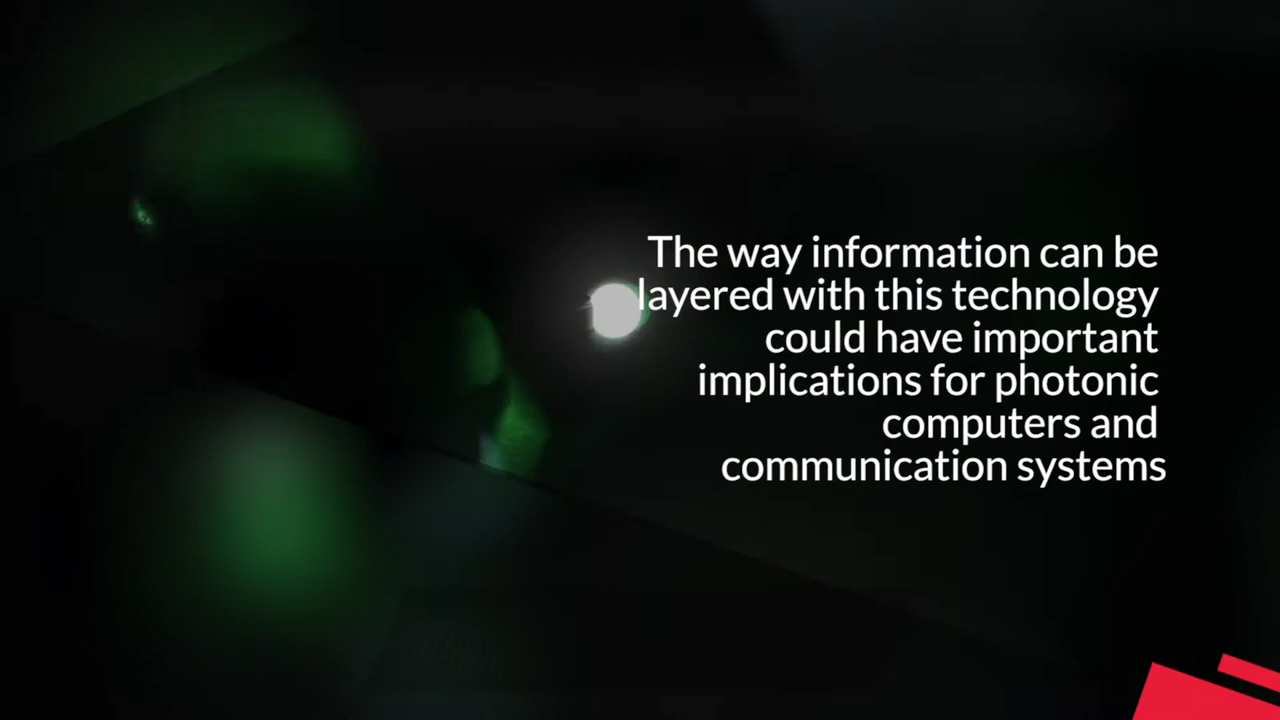 The way information can be
layered with this technology
could have important
implications for photonic
computers and
communication systems